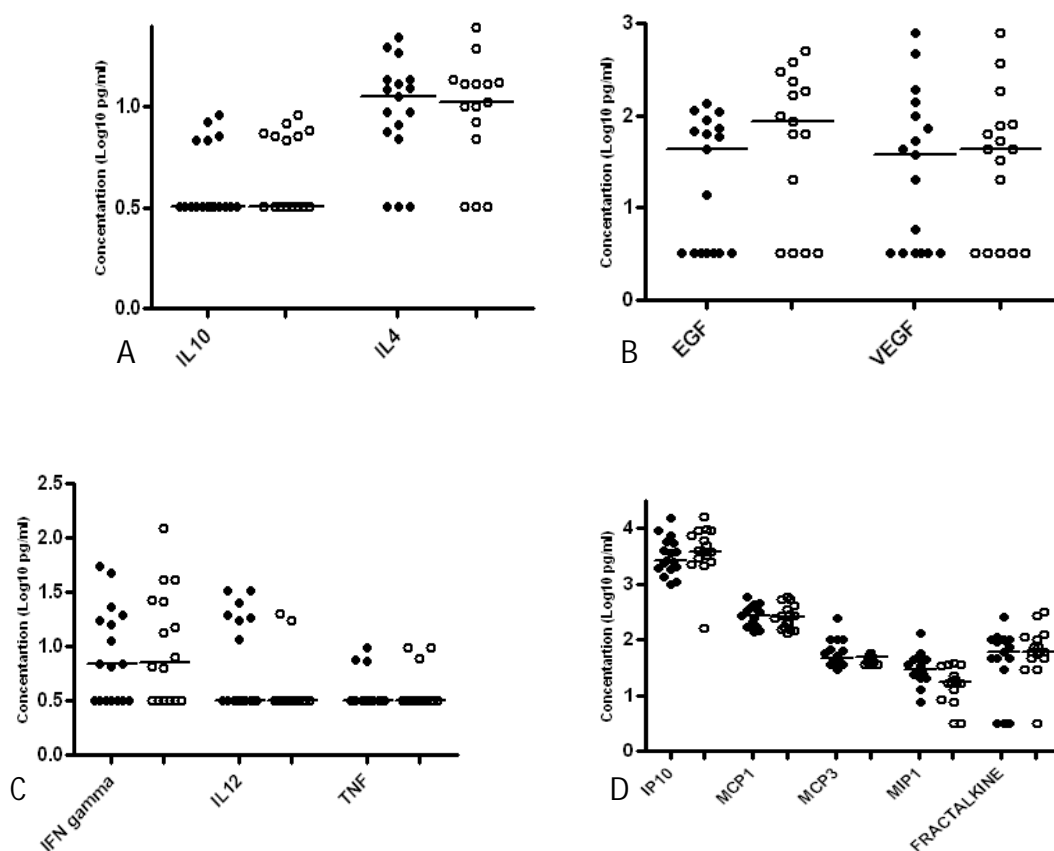 Concentartion (Log10 pg/ml)
1.0
0.5
0.0
IL10
IL4
A
Concentartion (Log10 pg/ml)
3
2
1
0
EGF
VEGF
B
Concentartion (Log10 pg/ml)
2.5
2.0
1.5
1.0
0.5
0.0
IFN gamma
IL12
TNF
C
Concentartion (Log10 pg/ml)
4
3
2
1
0
IP10
MCP1
MCP3
MIP1
FRACTALKINE
D